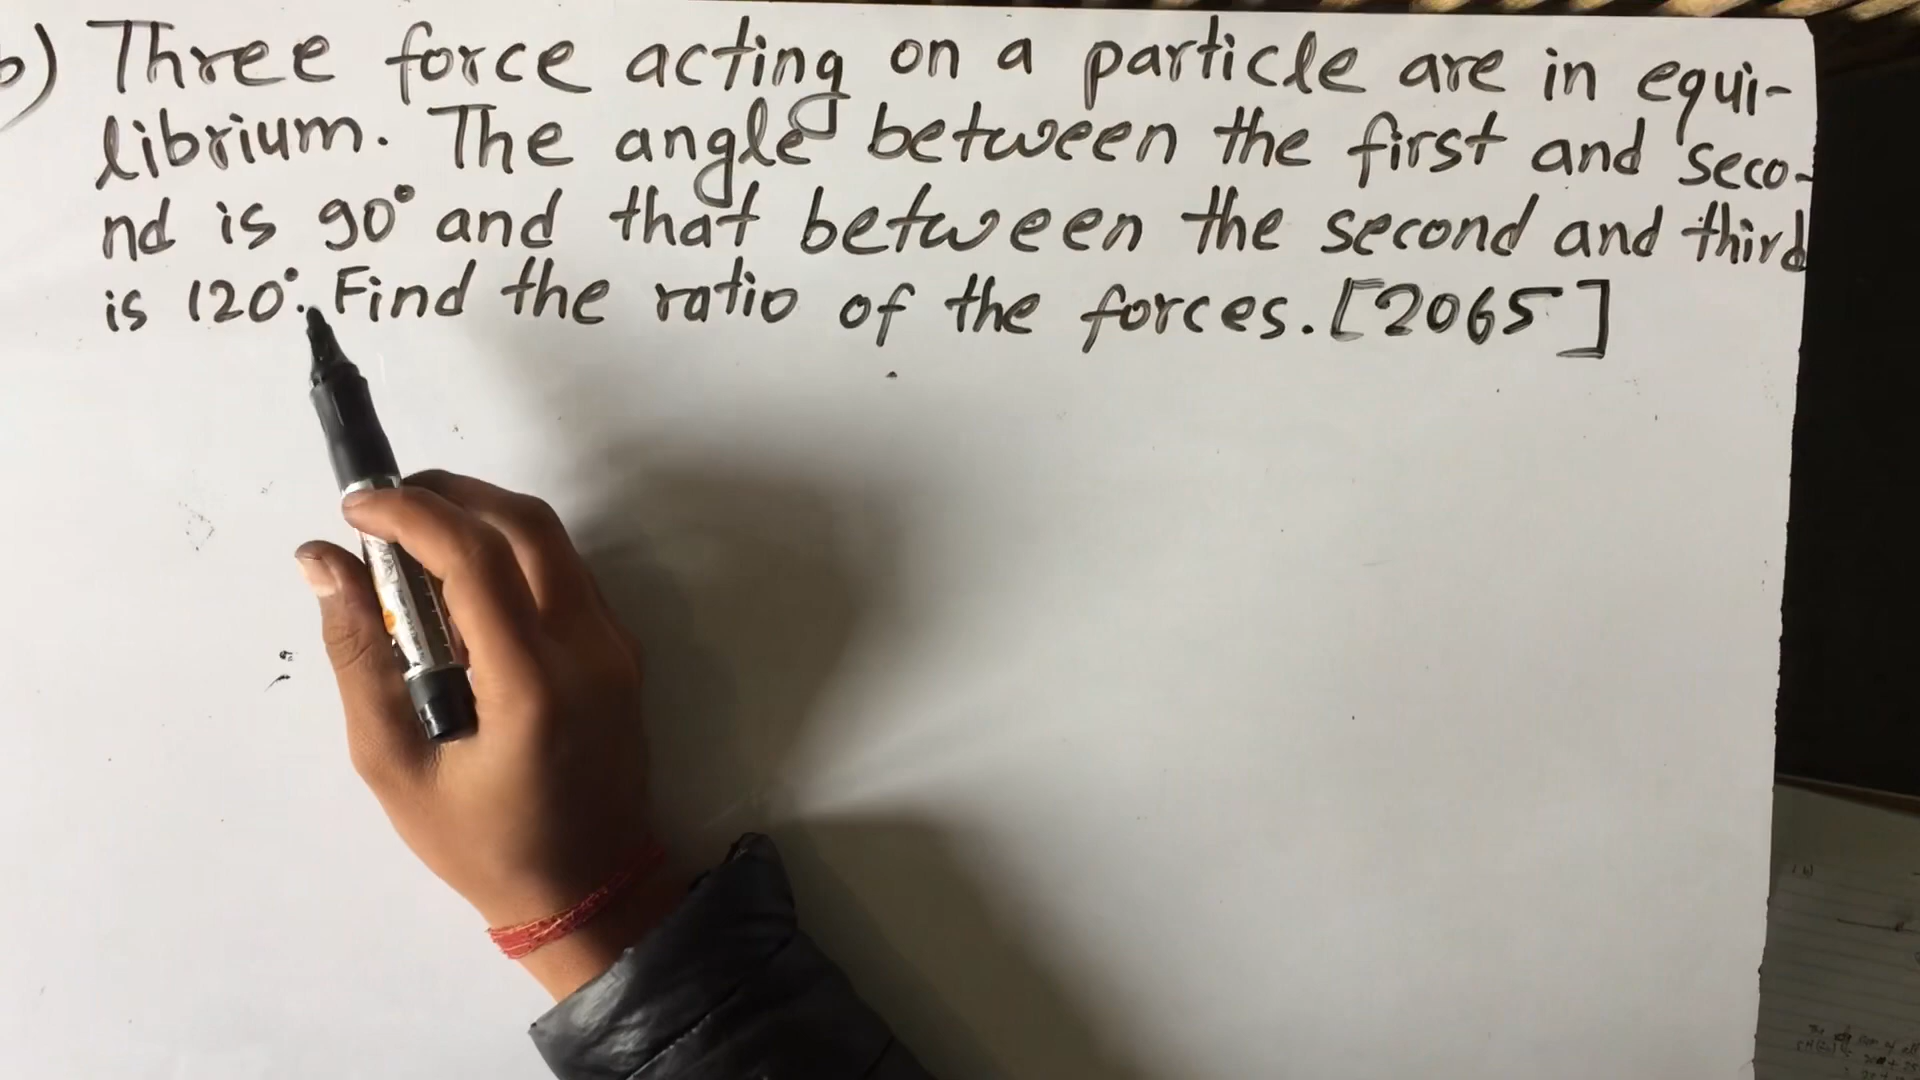 b) Three force acting on a particle are in equi-
librium. The angle between the first and seco-
nd is 90° and that between the second and third
is 120°. Find the ratio of the forces. [2065]